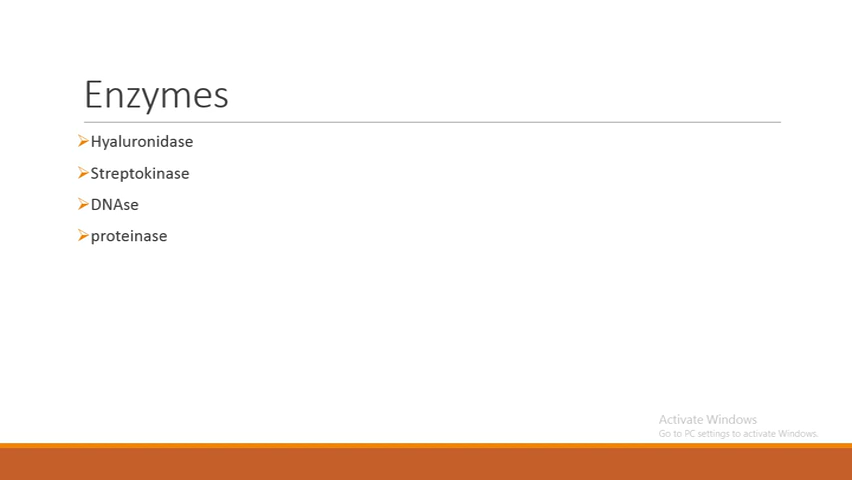 Enzymes
Hyaluronidase
Streptokinase
DNAse
proteinase
Activate Windows
Go to PC settings to activate Windows.